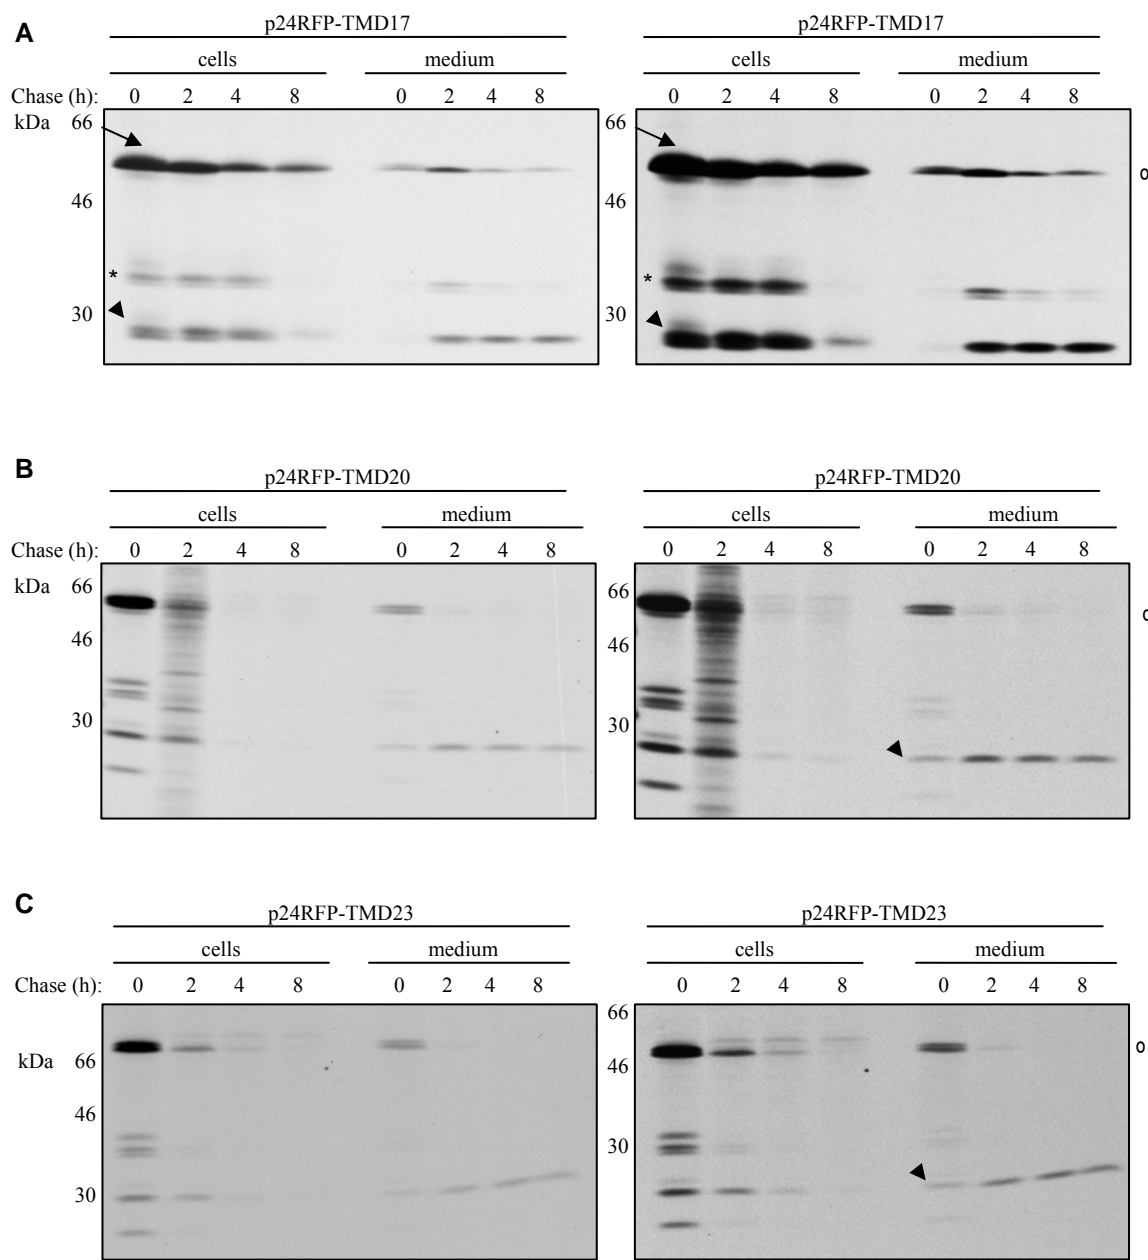 A
p24RFP-TMD17 p24RFP-TMD17
cells medium cells medium
Chase (h): 0 2 4 8 0 2 4 8 0 2 4 8 0 2 4 8
kDa 66 66
o
46 46
* *
30 30
B
p24RFP-TMD20 p24RFP-TMD20
cells medium cells medium
Chase (h): 0 2 4 8 0 2 4 8 0 2 4 8 0 2 4 8
kDa 66 66
o
46 46
30 30
C
p24RFP-TMD23 p24RFP-TMD23
cells medium cells medium
Chase (h): 0 2 4 8 0 2 4 8 0 2 4 8 0 2 4 8
66
o
kDa 66 46
46
30
30